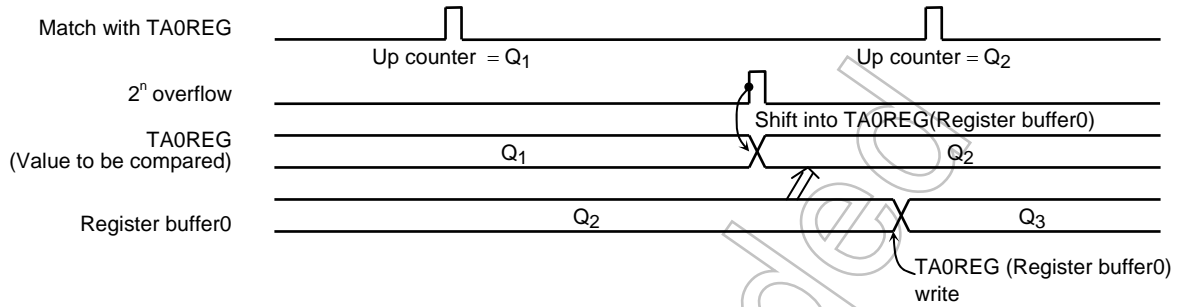 Match with TA0REG
Up counter = Q1
Up counter = Q2
2n overflow
Shift into TA0REG(Register buffer0)
TA0REG
(Value to be compared)
Q1
Q2
Register buffer0
Q2
Q3
TA0REG (Register buffer0)
write